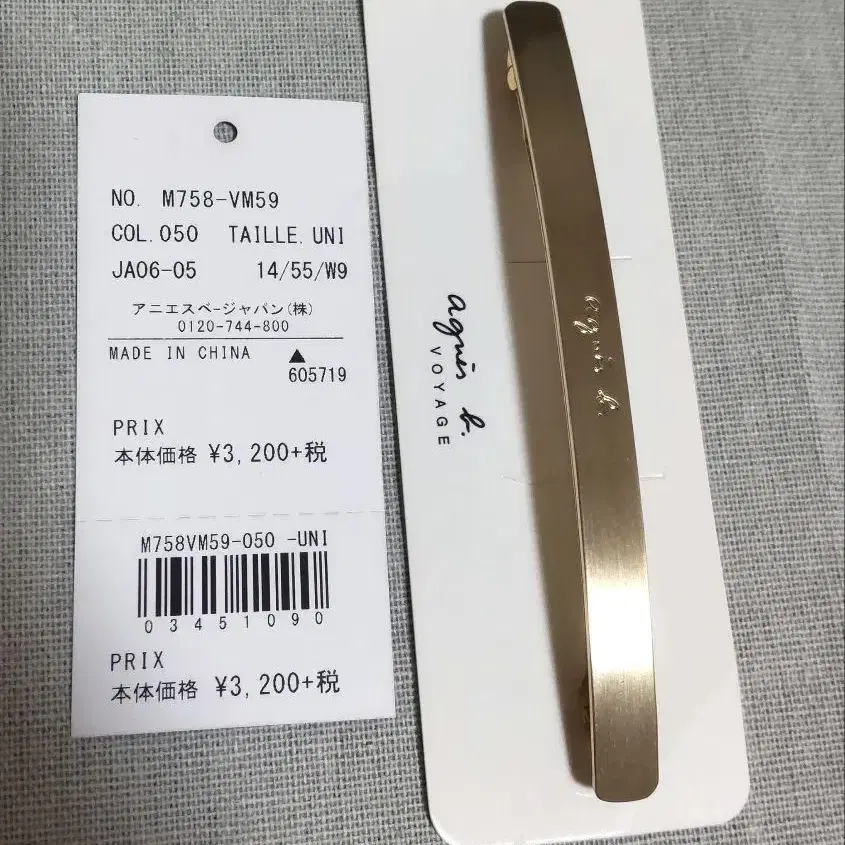 NO. M758-VM59
COL.050 TAILLE.UNI
JA06-05 14/55/W9
アニエスベージャパン(株)
0120-744-800
MADE IN CHINA ▲
605719
PRIX
本体価格 ¥3,200+税
M758VM59-050 -UNI
03451090
PRIX
本体価格 ¥3,200+税
agnès b.
VOYAGE
agnès b.